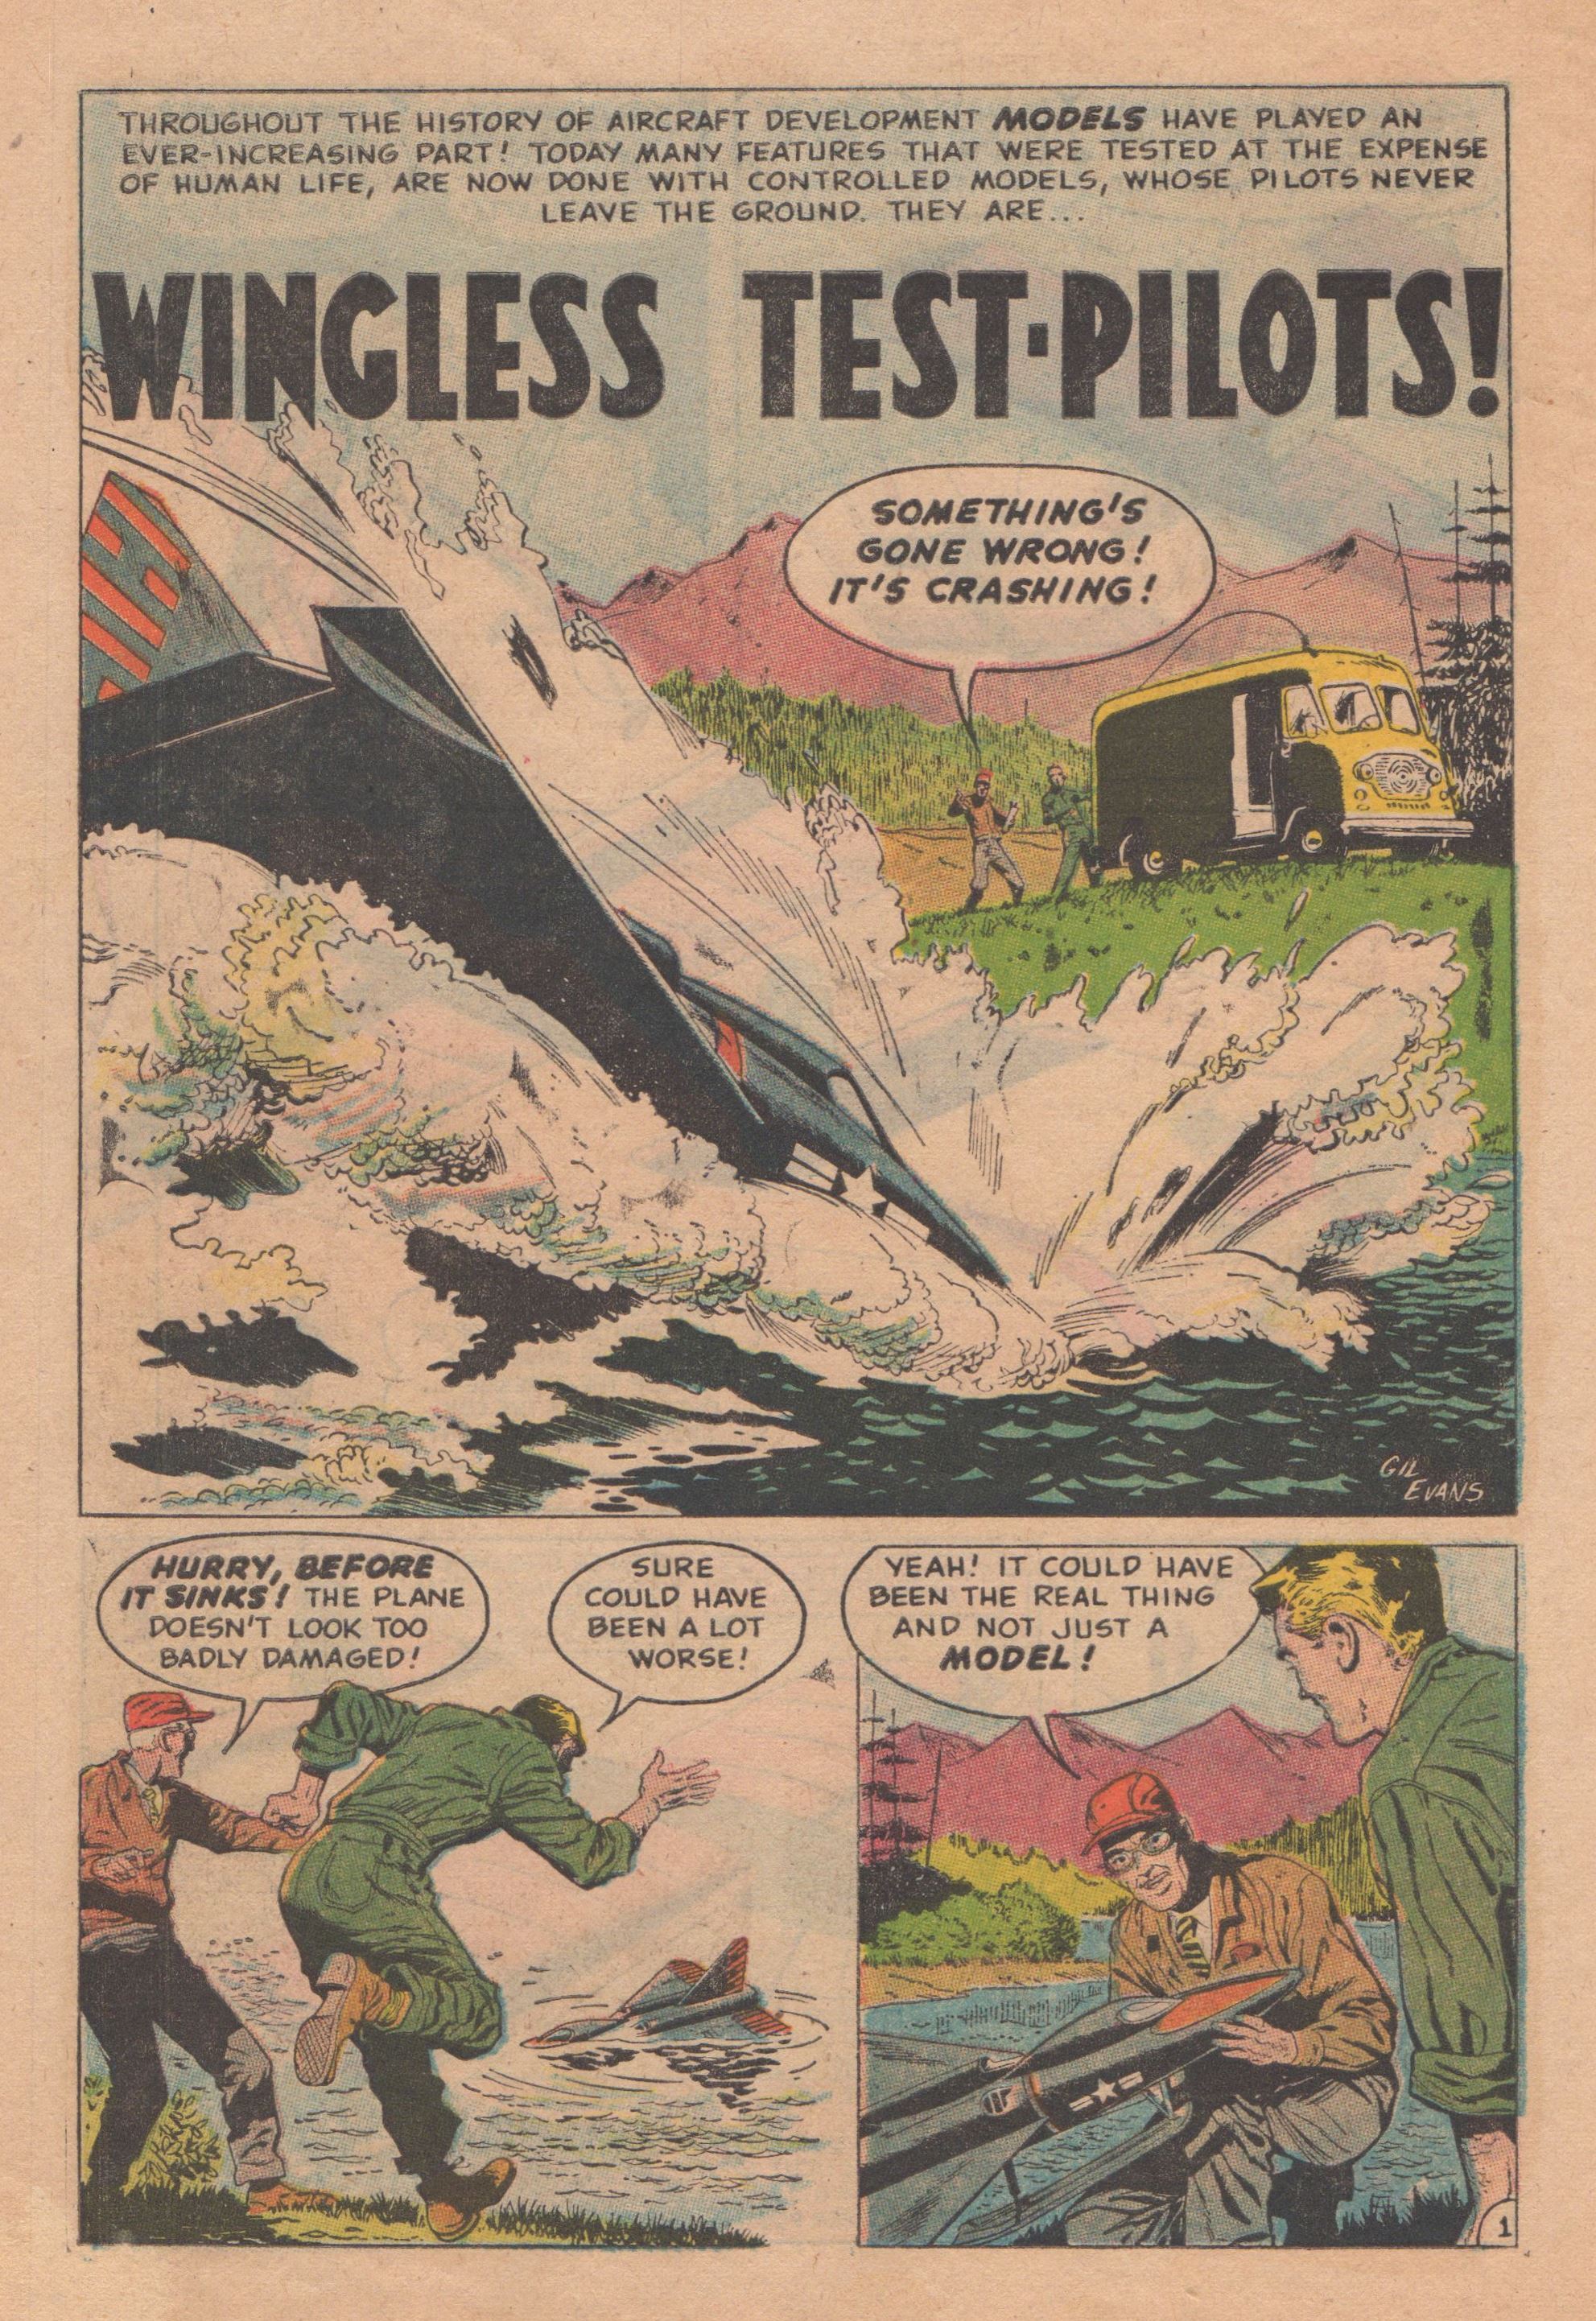 THROUGHOUT THE HISTORY OF AIRCRAFT DEVELOPMENT MODELS HAVE PLAYED AN
EVER-INCREASING PART! TODAY MANY FEATURES THAT WERE TESTED AT THE EXPENSE
OF HUMAN LIFE, ARE NOW DONE WITH CONTROLLED MODELS, WHOSE PILOTS NEVER
LEAVE THE GROUND. THEY ARE...
WINGLESS TEST-PILOTS!
SOMETHING'S
GONE WRONG!
IT'S CRASHING!
GIL
EVANS
HURRY, BEFORE
IT SINKS! THE PLANE
DOESN'T LOOK TOO
BADLY DAMAGED!
SURE
COULD HAVE
BEEN A LOT
WORSE!
YEAH! IT COULD HAVE
BEEN THE REAL THING
AND NOT JUST A
MODEL!
1